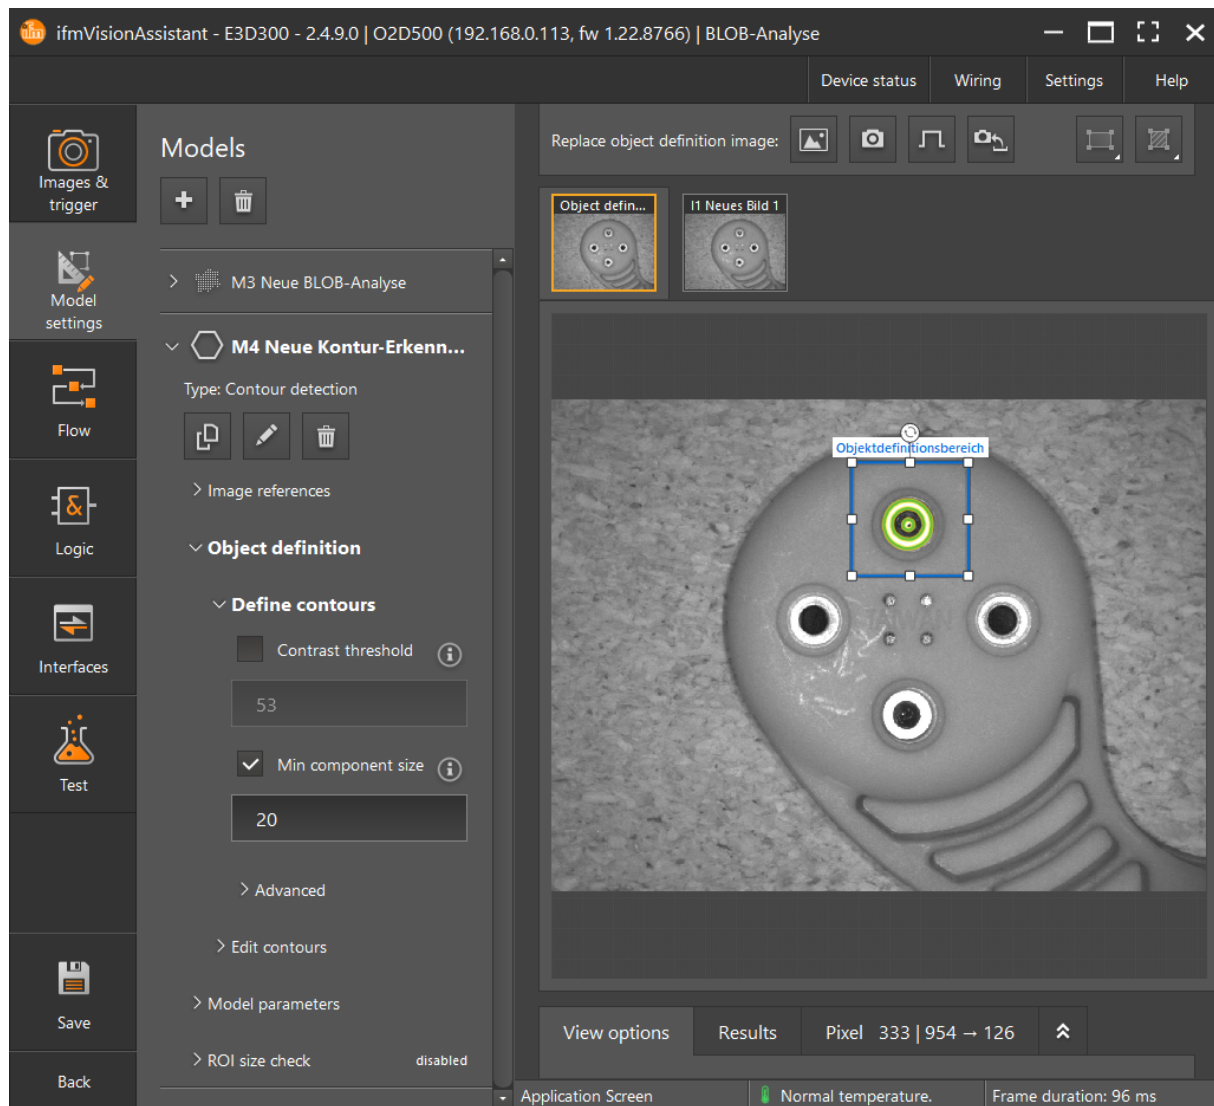 ifm ifmVisionAssistant - E3D300 - 2.4.9.0 | O2D500 (192.168.0.113, fw 1.22.8766) | BLOB-Analyse
Device status Wiring Settings Help
Images &
trigger
Model
settings
Flow
Logic
Interfaces
Test
Save
Back
Models
M3 Neue BLOB-Analyse
M4 Neue Kontur-Erkenn...
Type: Contour detection
Image references
Object definition
Define contours
Contrast threshold
53
Min component size
20
Advanced
Edit contours
Model parameters
ROI size check disabled
Replace object definition image:
Object defin... I1 Neues Bild 1
Objektdefinitionsbereich
View options Results Pixel 333 | 954 → 126
Application Screen Normal temperature. Frame duration: 96 ms